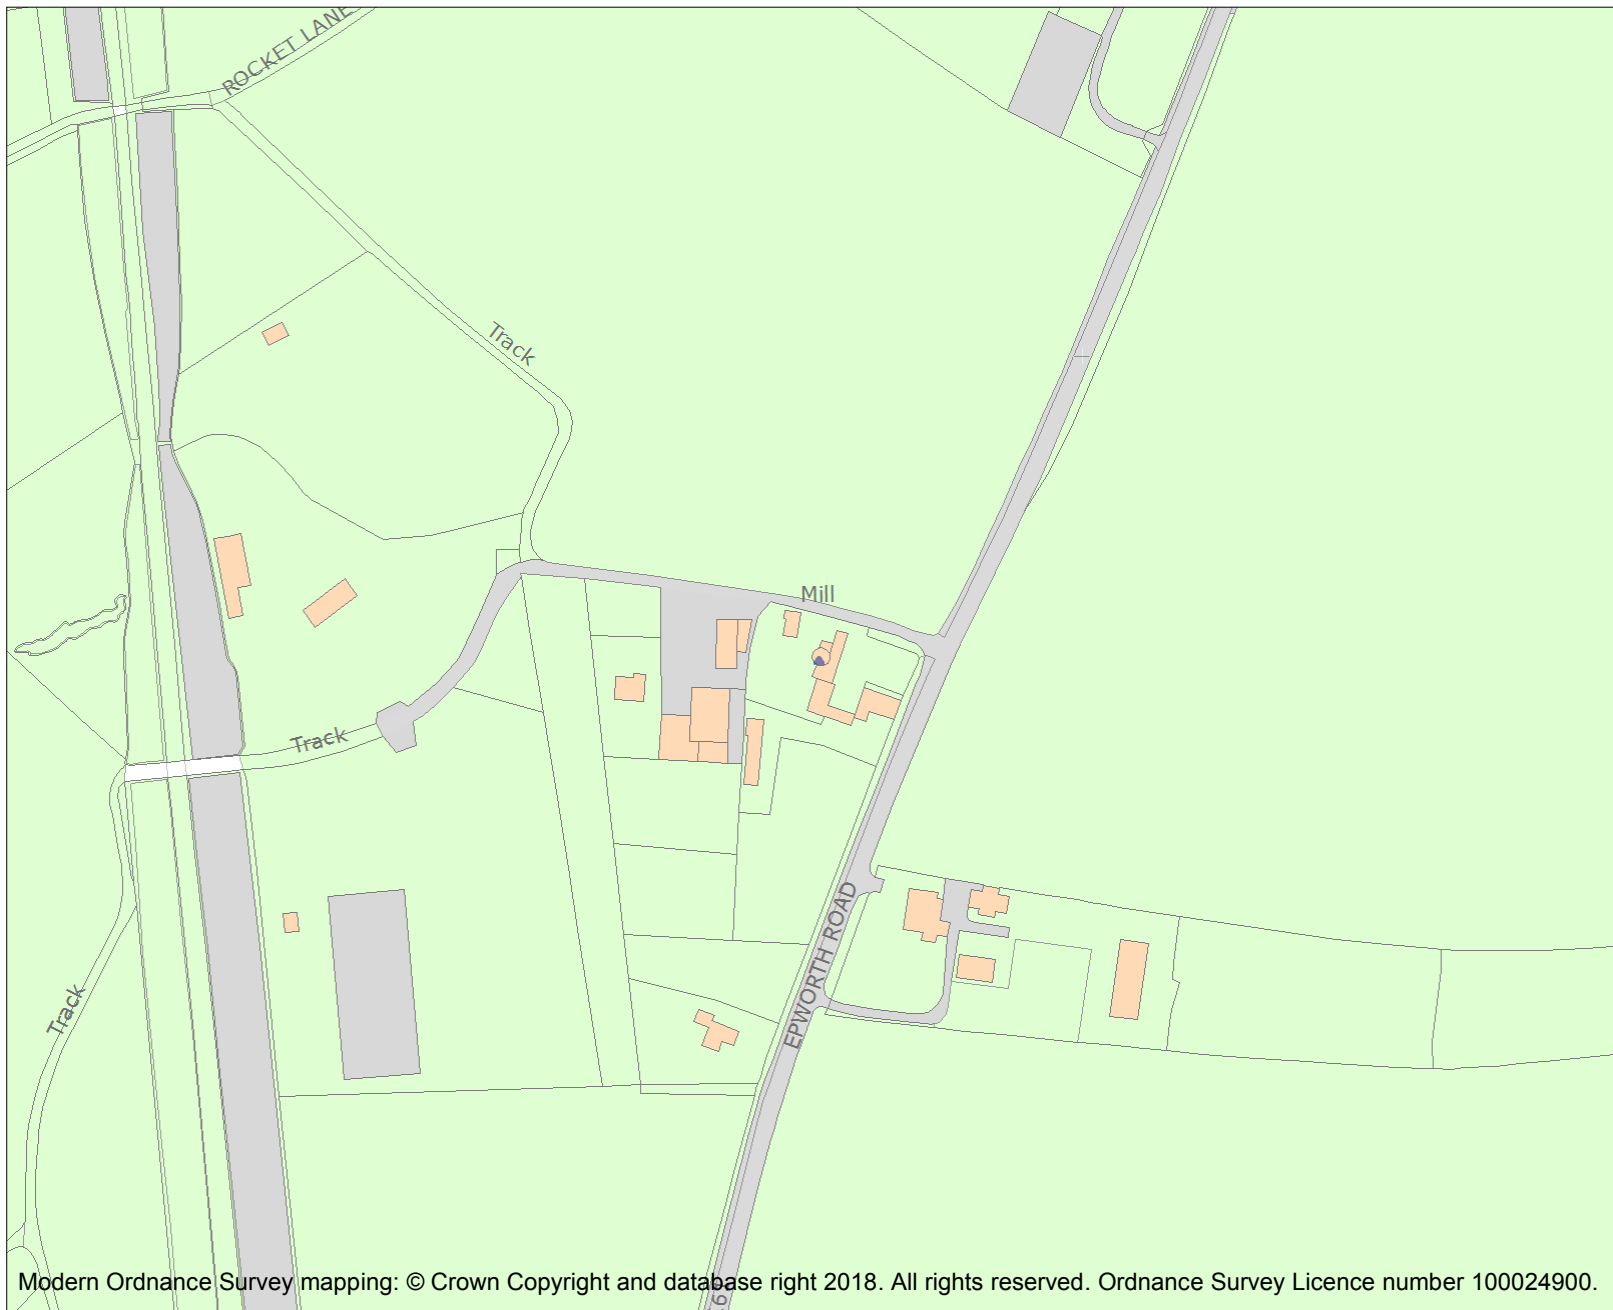 ROCKET LANE
Track
Mill
Track
EPWORTH ROAD
Track
Modern Ordnance Survey mapping: © Crown Copyright and database right 2018. All rights reserved. Ordnance Survey Licence number 100024900.